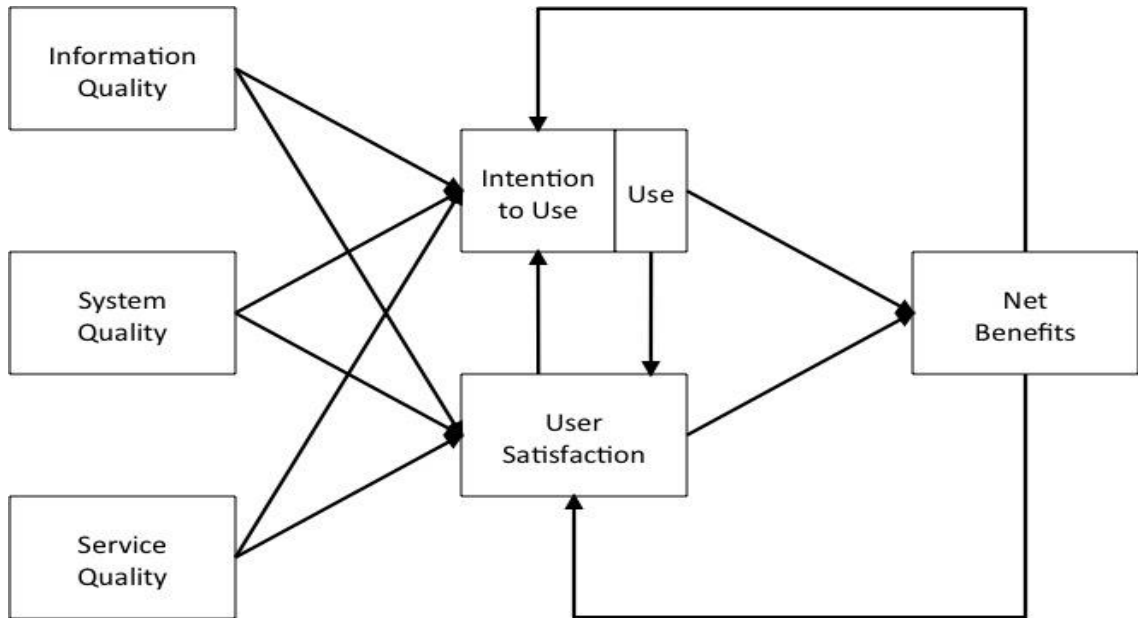 Information
Quality
Intention
to Use
Use
System
Quality
Net
Benefits
User
Satisfaction
Service
Quality